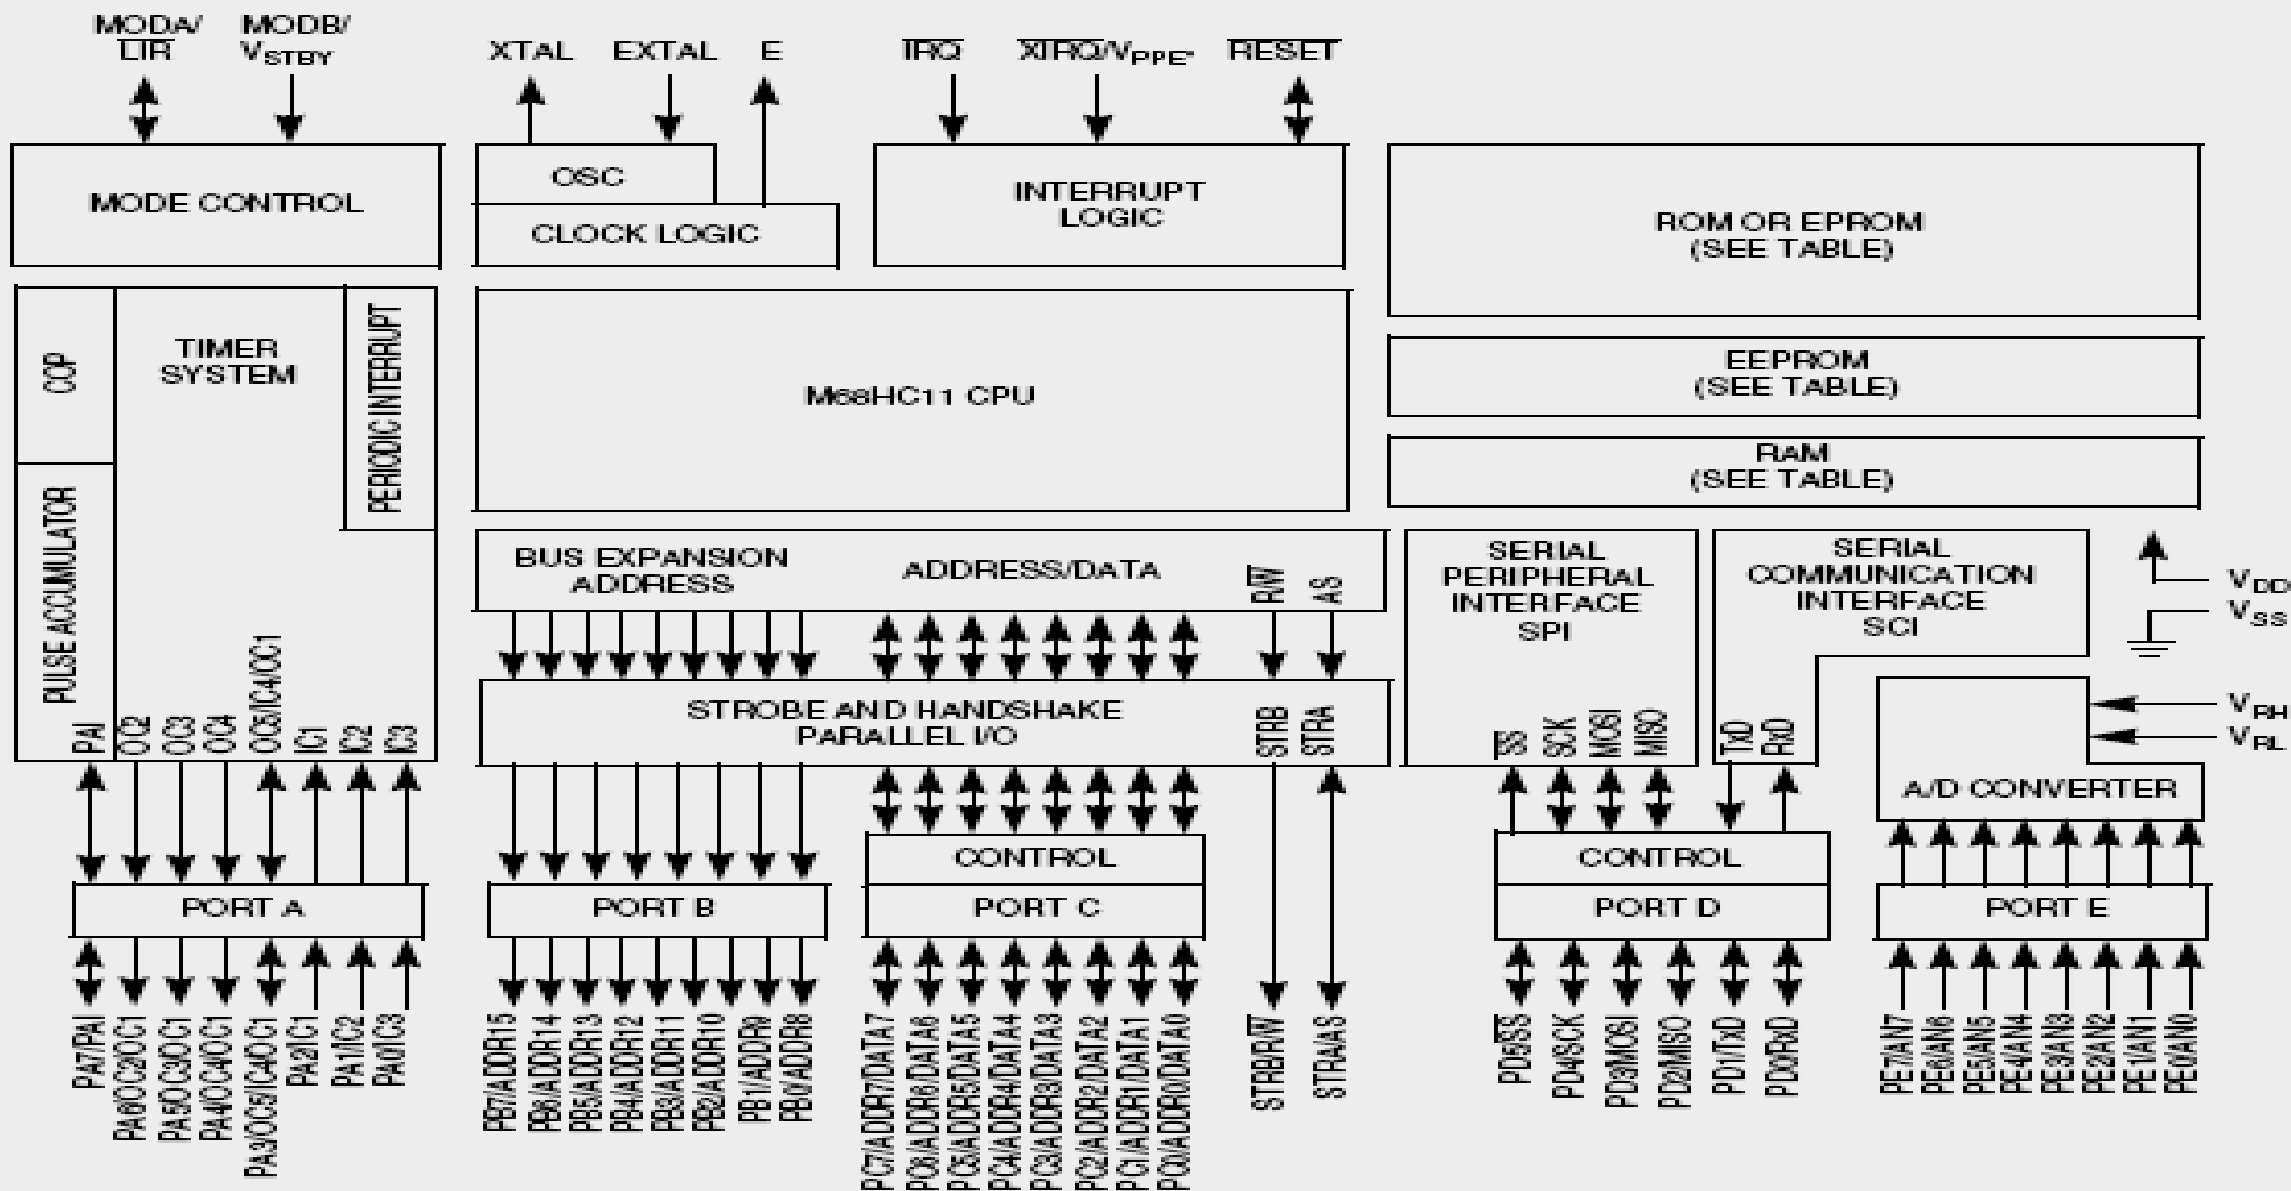 MODA/
LIR
MODB/
VSTBY
XTAL
EXTAL
E
IRQ
XIRQ/VPPE*
RESET
MODE CONTROL
OSC
CLOCK LOGIC
INTERRUPT
LOGIC
ROM OR EPROM
(SEE TABLE)
COP
TIMER
SYSTEM
PERIODIC INTERRUPT
M68HC11 CPU
EEPROM
(SEE TABLE)
RAM
(SEE TABLE)
PULSE ACCUMULATOR
PAI
OC2
OC3
OC4
OC5/IC4/OC1
IC1
IC2
IC3
BUS EXPANSION
ADDRESS
ADDRESS/DATA
R/W
AS
STROBE AND HANDSHAKE
PARALLEL I/O
STRB
STRA
SERIAL
PERIPHERAL
INTERFACE
SPI
SS
SCK
MOSI
MISO
SERIAL
COMMUNICATION
INTERFACE
SCI
TxD
RxD
VDD
VSS
VRH
VRL
A/D CONVERTER
CONTROL
CONTROL
PORT A
PORT B
PORT C
PORT D
PORT E
PA7/PAI
PA6/OC2/OC1
PA5/OC3/OC1
PA4/OC4/OC1
PA3/OC5/IC4/OC1
PA2/IC1
PA1/IC2
PA0/IC3
PB7/ADDR15
PB6/ADDR14
PB5/ADDR13
PB4/ADDR12
PB3/ADDR11
PB2/ADDR10
PB1/ADDR9
PB0/ADDR8
PC7/ADDR7/DATA7
PC6/ADDR6/DATA6
PC5/ADDR5/DATA5
PC4/ADDR4/DATA4
PC3/ADDR3/DATA3
PC2/ADDR2/DATA2
PC1/ADDR1/DATA1
PC0/ADDR0/DATA0
STRB/R/W
STRA/AS
PD5/SS
PD4/SCK
PD3/MOSI
PD2/MISO
PD1/TxD
PD0/RxD
PE7/AN7
PE6/AN6
PE5/AN5
PE4/AN4
PE3/AN3
PE2/AN2
PE1/AN1
PE0/AN0